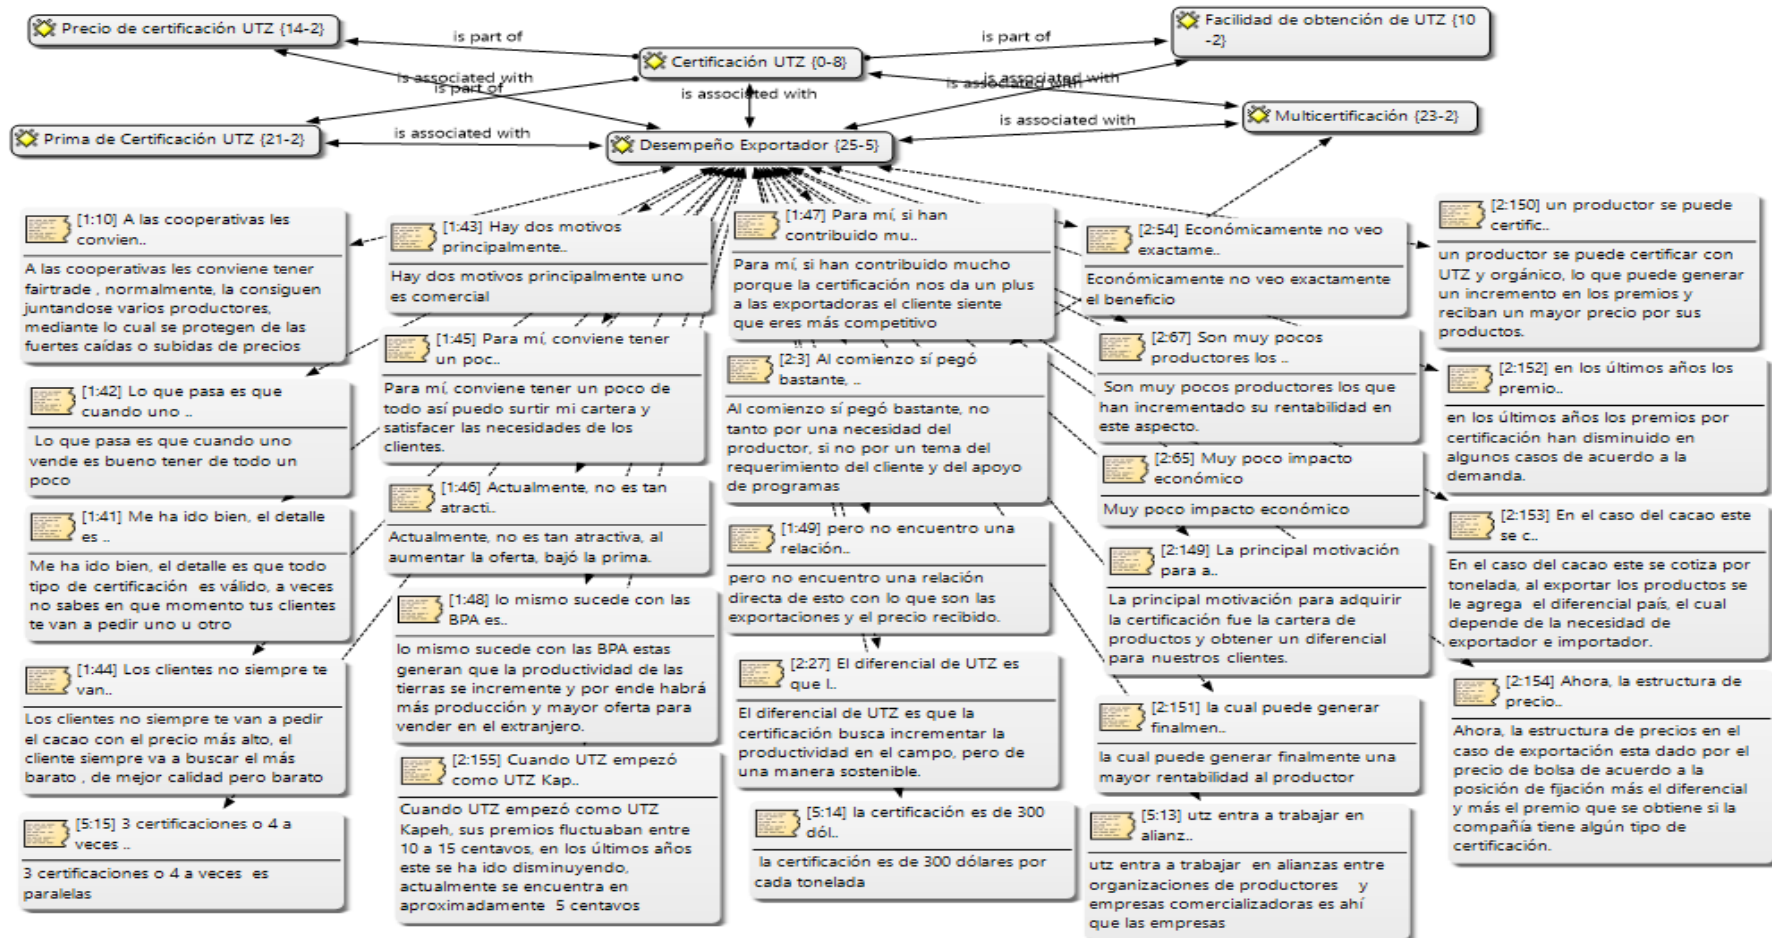 Precio de certificación UTZ {14-2}
is part of
Certificación UTZ {0-8}
is part of
Facilidad de obtención de UTZ {10
-2}
is associated with
is part of
is associated with
is associated with
is associated with
Prima de Certificación UTZ {21-2}
is associated with
Desempeño Exportador {25-5}
is associated with
Multicertificación {23-2}
[1:10] A las cooperativas les
convien..
A las cooperativas les conviene tener
fairtrade , normalmente, la consiguen
juntandose varios productores,
mediante lo cual se protegen de las
fuertes caídas o subidas de precios
[1:42] Lo que pasa es que
cuando uno ..
Lo que pasa es que cuando uno
vende es bueno tener de todo un
poco
[1:41] Me ha ido bien, el detalle
es ..
Me ha ido bien, el detalle es que todo
tipo de certificación es válido, a veces
no sabes en que momento tus clientes
te van a pedir uno u otro
[1:44] Los clientes no siempre te
van..
Los clientes no siempre te van a pedir
el cacao con el precio más alto, el
cliente siempre va a buscar el más
barato , de mejor calidad pero barato
[5:15] 3 certificaciones o 4 a
veces ..
3 certificaciones o 4 a veces es
paralelas
[1:43] Hay dos motivos
principalmente..
Hay dos motivos principalmente uno
es comercial
[1:45] Para mí, conviene tener
un poc..
Para mí, conviene tener un poco de
todo así puedo surtir mi cartera y
satisfacer las necesidades de los
clientes.
[1:46] Actualmente, no es tan
atracti..
Actualmente, no es tan atractiva, al
aumentar la oferta, bajó la prima.
[1:48] lo mismo sucede con las
BPA es..
lo mismo sucede con las BPA estas
generan que la productividad de las
tierras se incremente y por ende habrá
más producción y mayor oferta para
vender en el extranjero.
[2:155] Cuando UTZ empezó
como UTZ Kap..
Cuando UTZ empezó como UTZ
Kapeh, sus premios fluctuaban entre
10 a 15 centavos, en los últimos años
este se ha ido disminuyendo,
actualmente se encuentra en
aproximadamente 5 centavos
[1:47] Para mí, si han
contribuido mu..
Para mí, si han contribuido mucho
porque la certificación nos da un plus
a las exportadoras el cliente siente
que eres más competitivo
[2:3] Al comienzo sí pegó
bastante, ..
Al comienzo sí pegó bastante, no
tanto por una necesidad del
productor, si no por un tema del
requerimiento del cliente y del apoyo
de programas
[1:49] pero no encuentro una
relación..
pero no encuentro una relación
directa de esto con lo que son las
exportaciones y el precio recibido.
[2:27] El diferencial de UTZ es
que l..
El diferencial de UTZ es que la
certificación busca incrementar la
productividad en el campo, pero de
una manera sostenible.
[5:14] la certificación es de 300
dól..
la certificación es de 300 dólares por
cada tonelada
[2:54] Económicamente no veo
exactame..
Económicamente no veo exactamente
el beneficio
[2:67] Son muy pocos
productores los ..
Son muy pocos productores los que
han incrementado su rentabilidad en
este aspecto.
[2:65] Muy poco impacto
económico
Muy poco impacto económico
[2:149] La principal motivación
para a..
La principal motivación para adquirir
la certificación fue la cartera de
productos y obtener un diferencial
para nuestros clientes.
[2:151] la cual puede generar
finalmen..
la cual puede generar finalmente una
mayor rentabilidad al productor
[5:13] utz entra a trabajar en
alianz..
utz entra a trabajar en alianzas entre
organizaciones de productores y
empresas comercializadoras es ahí
que las empresas
[2:150] un productor se puede
certific..
un productor se puede certificar con
UTZ y orgánico, lo que puede generar
un incremento en los premios y
reciban un mayor precio por sus
productos.
[2:152] en los últimos años los
premio..
en los últimos años los premios por
certificación han disminuido en
algunos casos de acuerdo a la
demanda.
[2:153] En el caso del cacao este
se c..
En el caso del cacao este se cotiza por
tonelada, al exportar los productos se
le agrega el diferencial país, el cual
depende de la necesidad de
exportador e importador.
[2:154] Ahora, la estructura de
precio..
Ahora, la estructura de precios en el
caso de exportación esta dado por el
precio de bolsa de acuerdo a la
posición de fijación más el diferencial
y más el premio que se obtiene si la
compañía tiene algún tipo de
certificación.